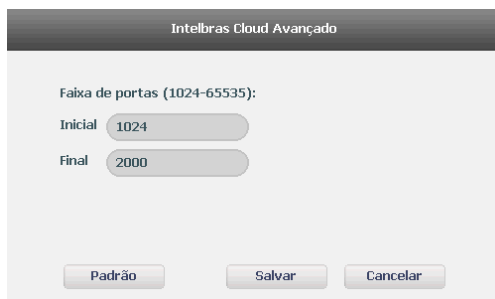 Intelbras Cloud Avançado
Faixa de portas (1024-65535):
Inicial 1024
Final 2000
Padrão Salvar Cancelar